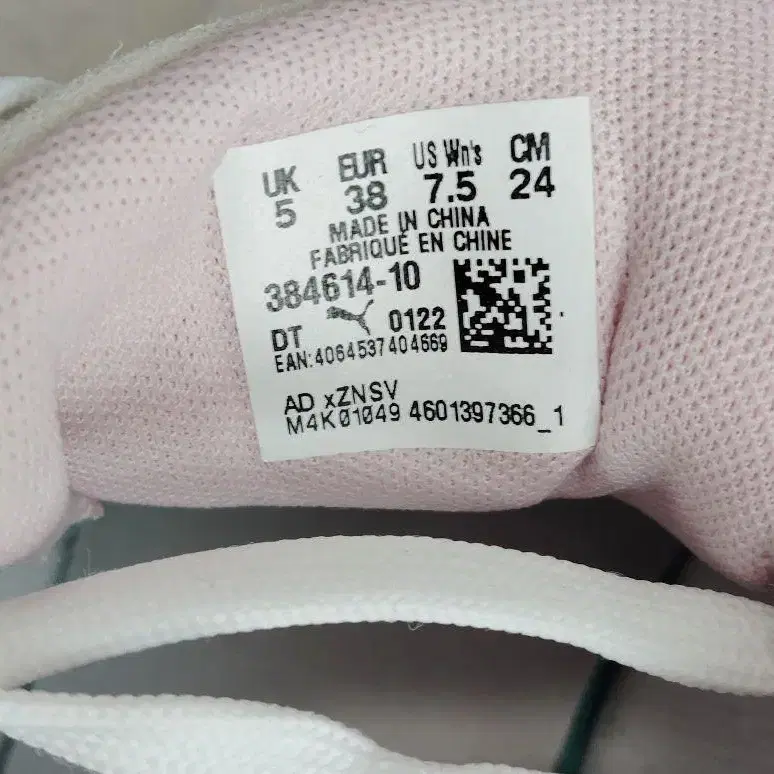 UK EUR US Wn's CM
5 38 7.5 24
MADE IN CHINA
FABRIQUÉ EN CHINE
384614-10
DT 0122
EAN:4064537404669
AD xZNSV
M4K01049 4601397366_1